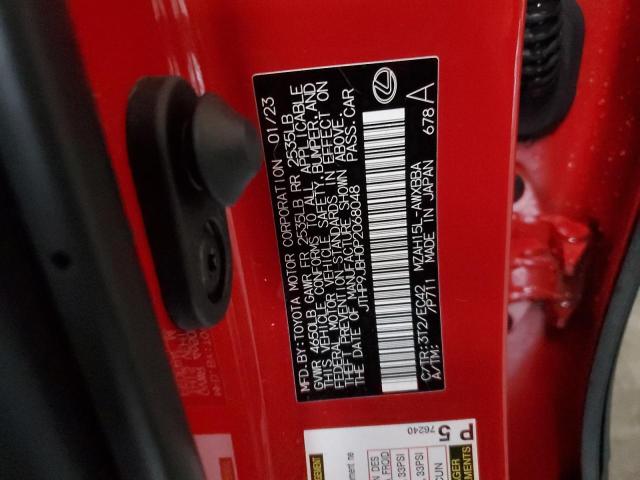 MFD.BY:TOYOTA MOTOR CORPORATION 01/23
GVWR 4650LB GAWR FR 2535LB RR 2535LB
THIS VEHICLE CONFORMS TO ALL APPLICABLE
FEDERAL MOTOR VEHICLE SAFETY, BUMPER, AND
THEFT PREVENTION STANDARDS IN EFFECT ON
THE DATE OF MANUFACTURE SHOWN ABOVE.
JTHP9JBH0P2068048 PASS.CAR
C/TR:3T2/EC42 MZAH15L-AWXBBA
A/TM: -/P711 MADE IN JAPAN 678 A
P5
76240
33PSI
33PSI